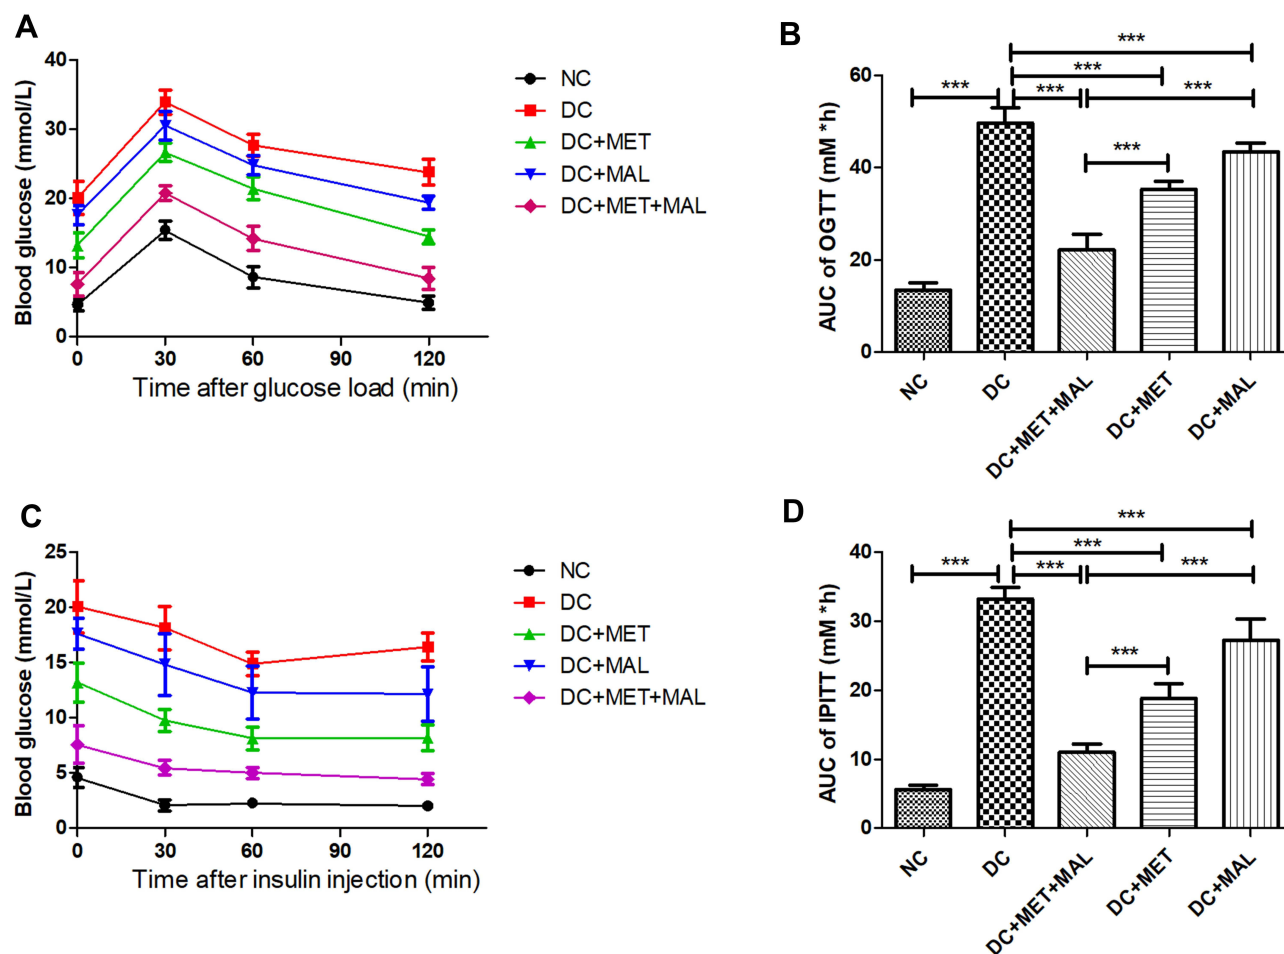 A
Blood glucose (mmol/L)
40
30
20
10
0
0 30 60 90 120
Time after glucose load (min)
NC
DC
DC+MET
DC+MAL
DC+MET+MAL
B
AUC of OGTT (mM *h)
60
40
20
0
***
***
*** *** ***
***
NC
DC
DC+MET+MAL
DC+MET
DC+MAL
C
Blood glucose (mmol/L)
25
20
15
10
5
0
0 30 60 90 120
Time after insulin injection (min)
NC
DC
DC+MET
DC+MAL
DC+MET+MAL
D
AUC of IPITT (mM *h)
40
30
20
10
0
***
***
*** *** ***
***
NC
DC
DC+MET+MAL
DC+MET
DC+MAL